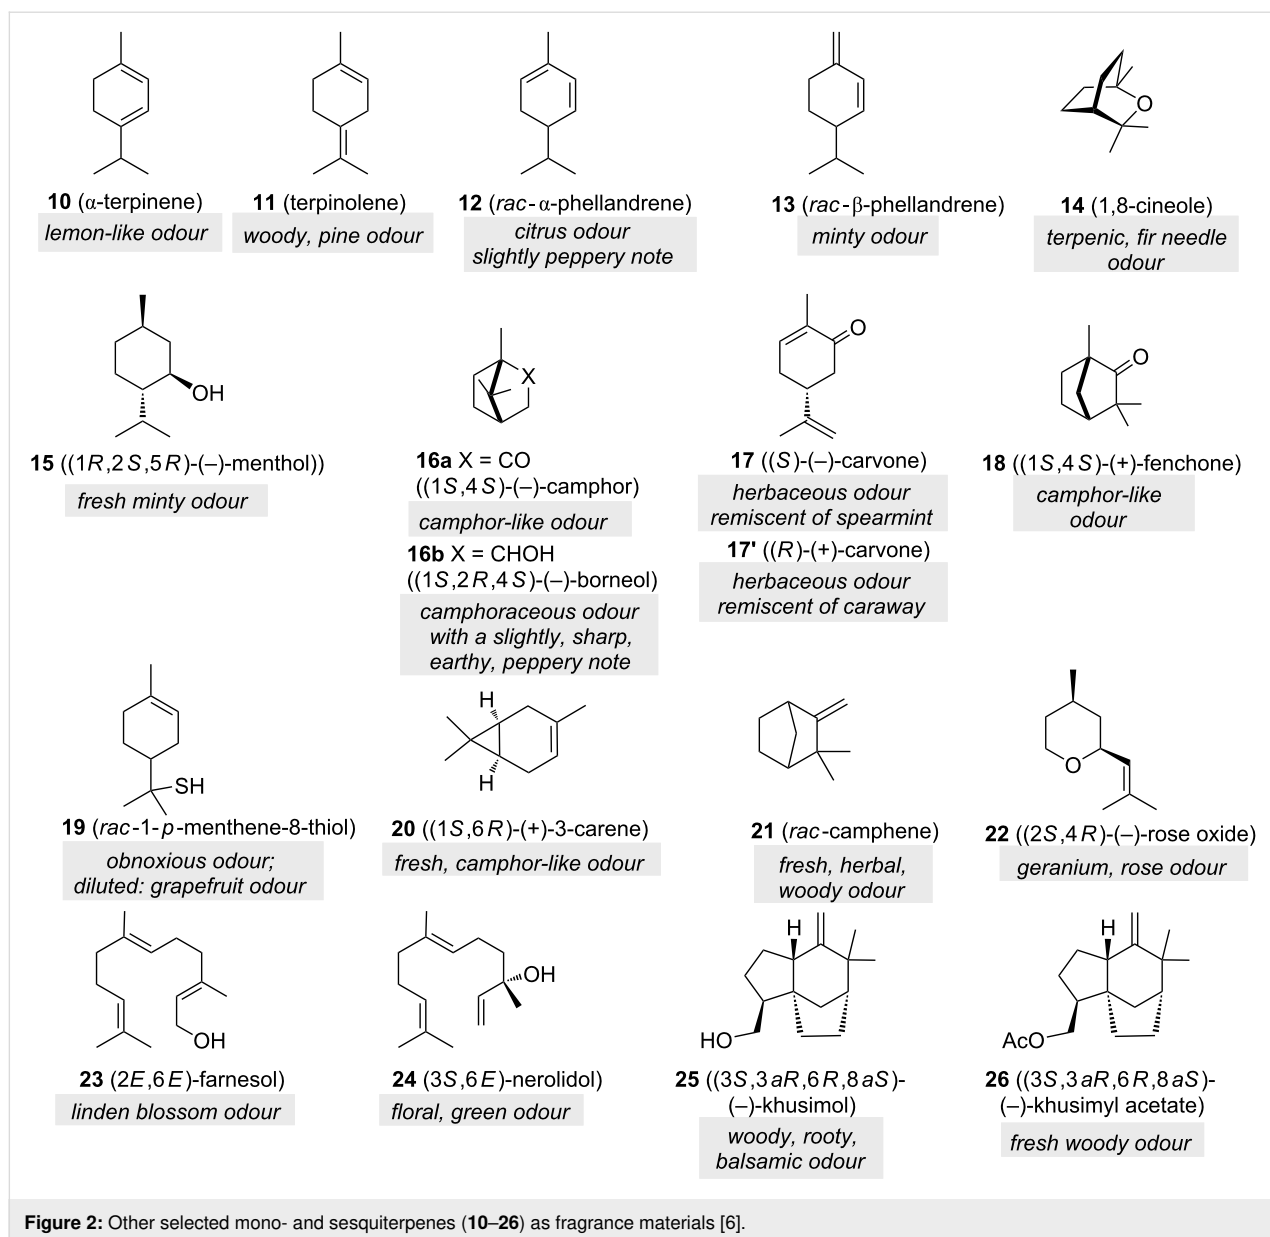 O
10 (α-terpinene)
lemon-like odour
11 (terpinolene)
woody, pine odour
12 (rac-α-phellandrene)
citrus odour
slightly peppery note
13 (rac-β-phellandrene)
minty odour
14 (1,8-cineole)
terpenic, fir needle
odour
OH
15 ((1R,2S,5R)-(–)-menthol))
fresh minty odour
X
16a X = CO
((1S,4S)-(–)-camphor)
camphor-like odour
16b X = CHOH
((1S,2R,4S)-(–)-borneol)
camphoraceous odour
with a slightly, sharp,
earthy, peppery note
O
17 ((S)-(–)-carvone)
herbaceous odour
remiscent of spearmint
17' ((R)-(+)-carvone)
herbaceous odour
remiscent of caraway
O
18 ((1S,4S)-(+)-fenchone)
camphor-like
odour
SH
19 (rac-1-p-menthene-8-thiol)
obnoxious odour;
diluted: grapefruit odour
H
H
20 ((1S,6R)-(+)-3-carene)
fresh, camphor-like odour
21 (rac-camphene)
fresh, herbal,
woody odour
O
22 ((2S,4R)-(–)-rose oxide)
geranium, rose odour
OH
23 (2E,6E)-farnesol)
linden blossom odour
OH
24 (3S,6E)-nerolidol)
floral, green odour
H
HO
25 ((3S,3aR,6R,8aS)-
(–)-khusimol)
woody, rooty,
balsamic odour
H
AcO
26 ((3S,3aR,6R,8aS)-
(–)-khusimyl acetate)
fresh woody odour
Figure 2: Other selected mono- and sesquiterpenes (10–26) as fragrance materials [6].